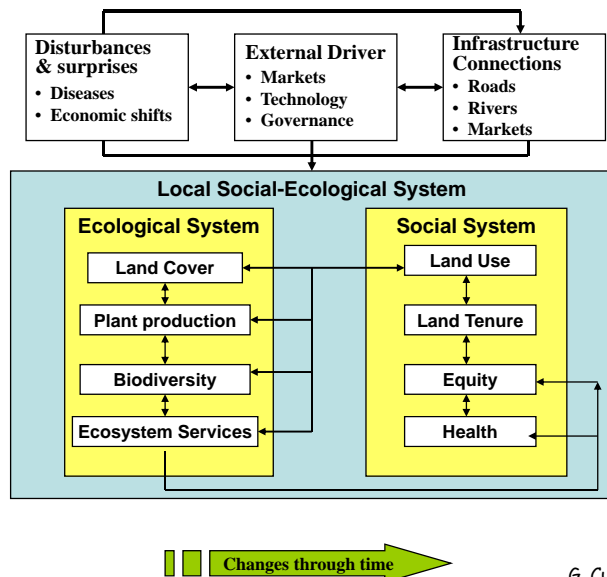 Disturbances
& surprises
• Diseases
• Economic shifts
External Driver
• Markets
• Technology
• Governance
Infrastructure
Connections
• Roads
• Rivers
• Markets
Local Social-Ecological System
Ecological System
Land Cover
Plant production
Biodiversity
Ecosystem Services
Social System
Land Use
Land Tenure
Equity
Health
Changes through time